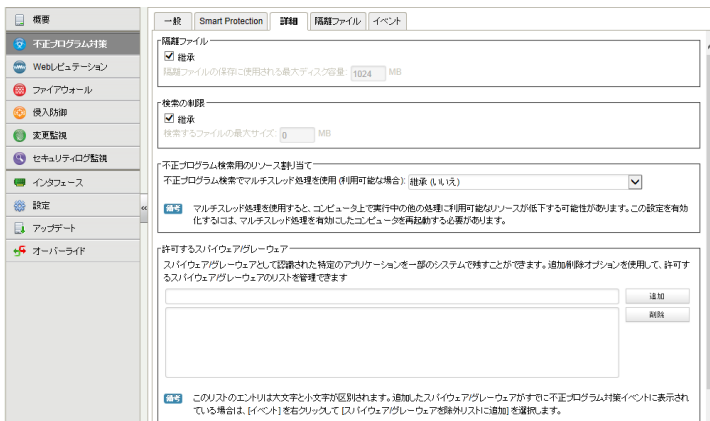 概要
不正プログラム対策
Webレピュテーション
ファイアウォール
侵入防御
変更監視
セキュリティログ監視
インタフェース
設定
アップデート
オーバーライド
«
一般
Smart Protection
詳細
隔離ファイル
イベント
隔離ファイル
継承
隔離ファイルの保存に使用される最大ディスク容量: 1024 MB
検索の制限
継承
検索するファイルの最大サイズ: 0 MB
不正プログラム検索用のリソース割り当て
不正プログラム検索でマルチスレッド処理を使用 (利用可能な場合): 継承 (いいえ)
備考
マルチスレッド処理を使用すると、コンピュータ上で実行中の他の処理に利用可能なリソースが低下する可能性があります。この設定を有効
化するには、マルチスレッド処理を有効にしたコンピュータを再起動する必要があります。
許可するスパイウェア/グレーウェア
スパイウェア/グレーウェアとして認識された特定のアプリケーションを一部のシステムで残すことができます。追加/削除オプションを使用して、許可す
るスパイウェア/グレーウェアのリストを管理できます
追加
削除
備考
このリストのエントリは大文字と小文字が区別されます。追加したスパイウェア/グレーウェアがすでに不正プログラム対策イベントに表示され
ている場合は、[イベント] を右クリックして [スパイウェア/グレーウェアを除外リストに追加] を選択します。